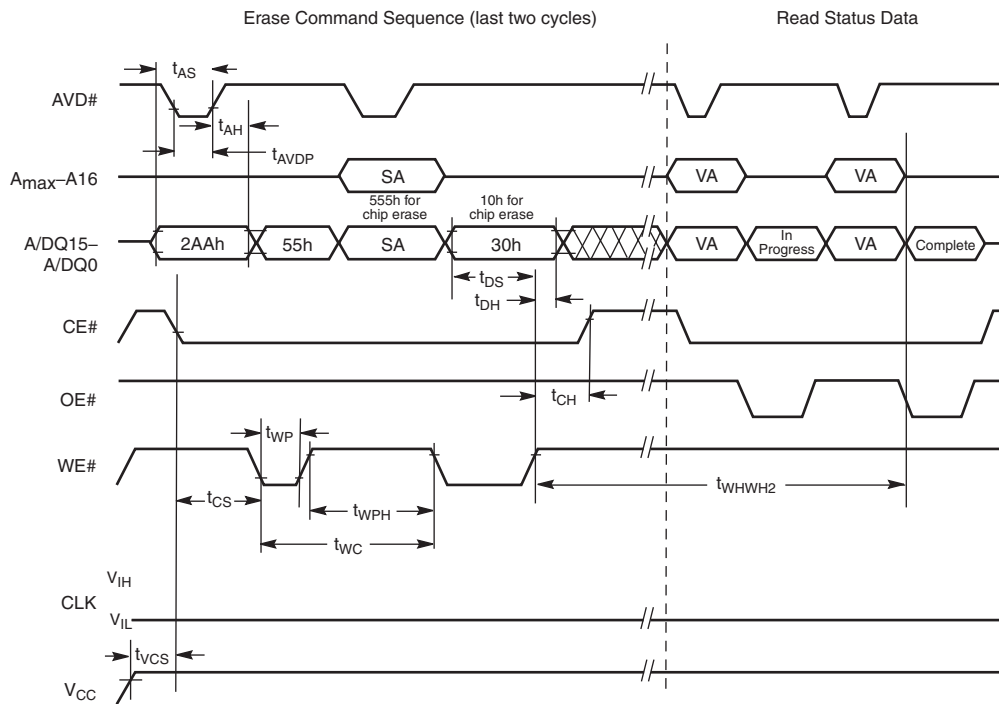 Erase Command Sequence (last two cycles)
Read Status Data
tAS
AVD#
tAH
tAVDP
Amax–A16
SA
VA
VA
555h for
chip erase
10h for
chip erase
A/DQ15–
A/DQ0
2AAh
55h
SA
30h
VA
In
Progress
VA
Complete
tDS
tDH
CE#
OE#
tCH
tWP
WE#
tCS
tWPH
tWHWH2
tWC
VIH
CLK
VIL
tVCS
VCC